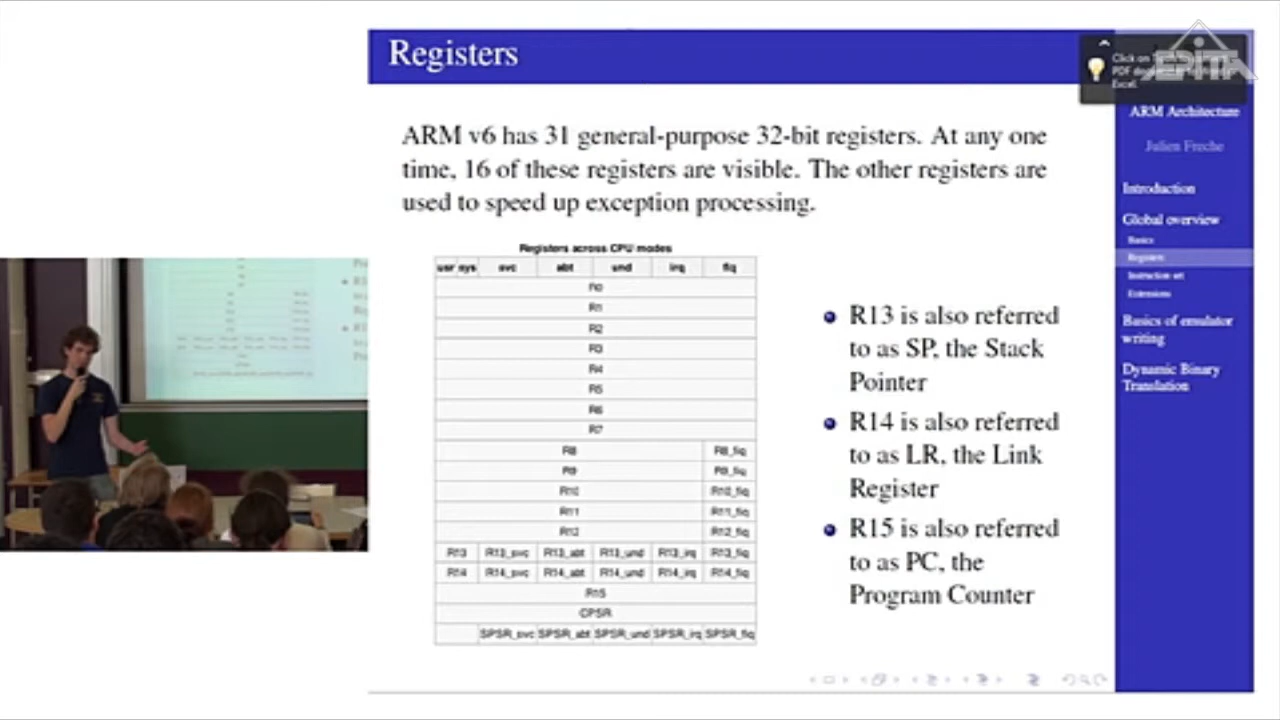 Registers
EPITA
Click on
PDF
Excel.
ARM Architecture
Julien Freche
Introduction
Global overview
Basics
Registers
Instruction set
Extensions
Basics of emulator
writing
Dynamic Binary
Translation
ARM v6 has 31 general-purpose 32-bit registers. At any one
time, 16 of these registers are visible. The other registers are
used to speed up exception processing.
Registers across CPU modes
usr sys svc abt und irq fiq
R0
R1
R2
R3
R4
R5
R6
R7
R8 R8_fiq
R9 R9_fiq
R10 R10_fiq
R11 R11_fiq
R12 R12_fiq
R13 R13_svc R13_abt R13_und R13_irq R13_fiq
R14 R14_svc R14_abt R14_und R14_irq R14_fiq
R15
CPSR
SPSR_svc SPSR_abt SPSR_und SPSR_irq SPSR_fiq
R13 is also referred
to as SP, the Stack
Pointer
R14 is also referred
to as LR, the Link
Register
R15 is also referred
to as PC, the
Program Counter